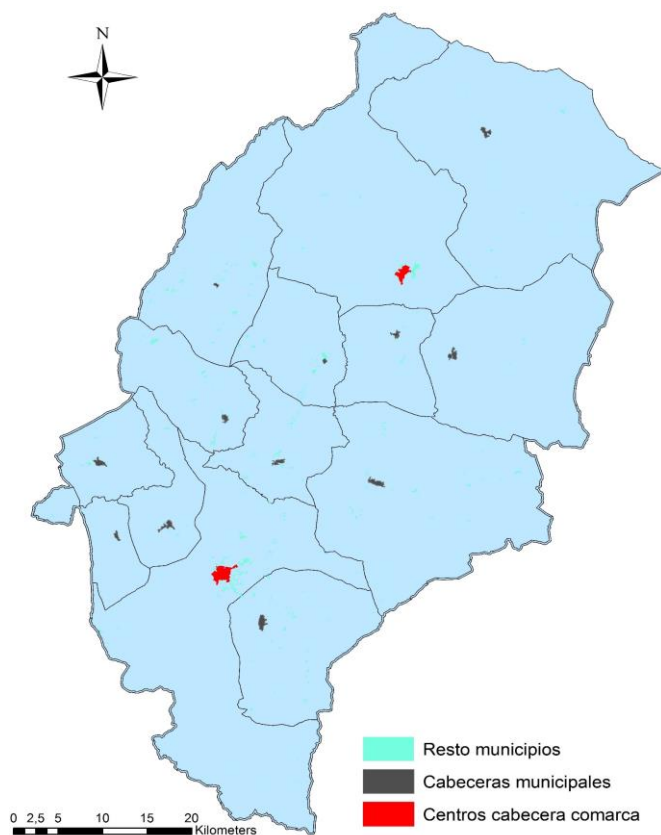 N
Resto municipios
Cabeceras municipales
Centros cabecera comarca
0 2,5 5 10 15 20
Kilometers